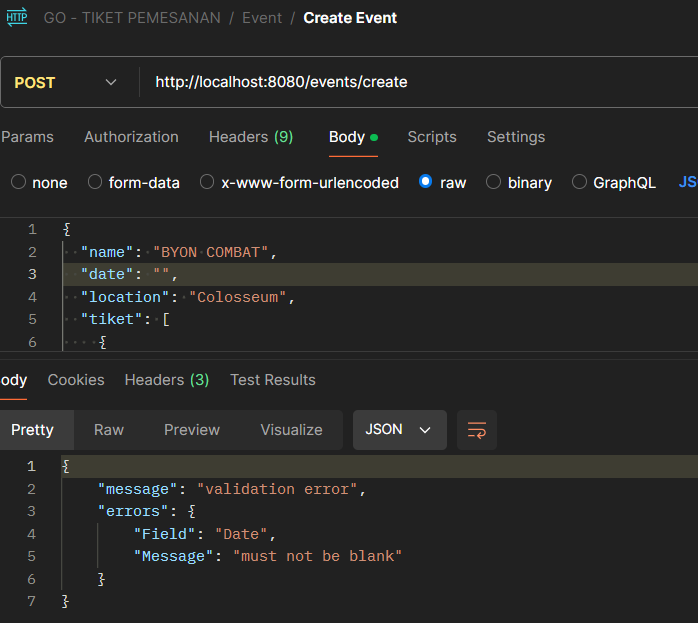 HTTP GO - TIKET PEMESANAN / Event / Create Event
POST http://localhost:8080/events/create
Params Authorization Headers (9) Body Scripts Settings
none form-data x-www-form-urlencoded raw binary GraphQL JS
1 {
2 "name": "BYON COMBAT",
3 "date": "",
4 "location": "Colosseum",
5 "tiket": [
6 {
ody Cookies Headers (3) Test Results
Pretty Raw Preview Visualize JSON
1 {
2 "message": "validation error",
3 "errors": {
4 "Field": "Date",
5 "Message": "must not be blank"
6 }
7 }